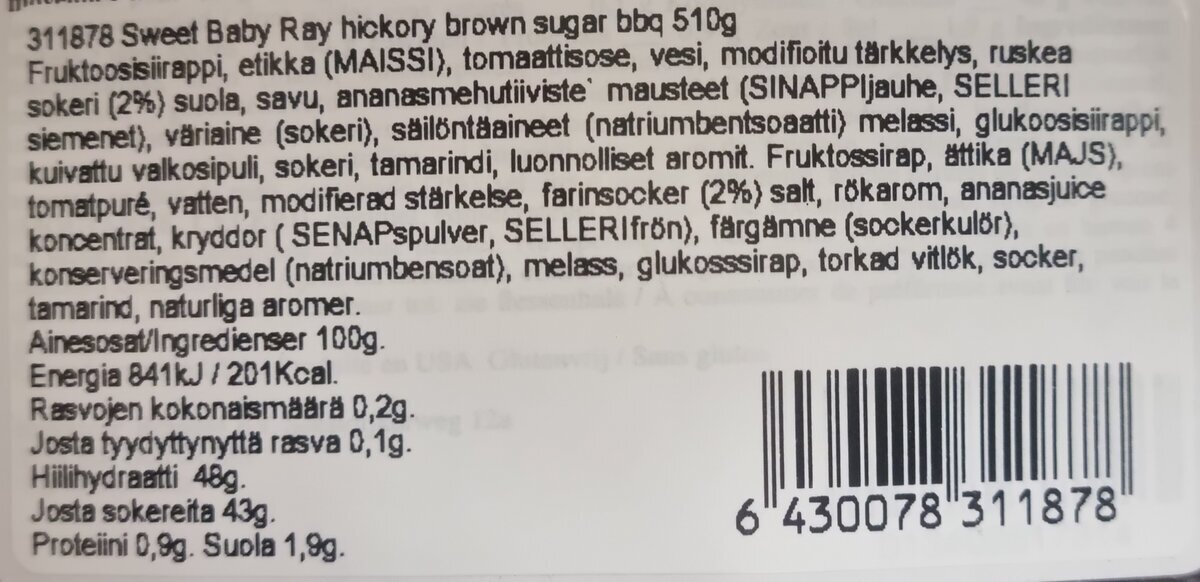 311878 Sweet Baby Ray hickory brown sugar bbq 510g
Fruktoosisiirappi, etikka (MAISSI), tomaattisose, vesi, modifioitu tärkkelys, ruskea
sokeri (2%) suola, savu, ananasmehutiiviste` mausteet (SINAPPIjauhe, SELLERI
siemenet), väriaine (sokeri), säilöntäaineet (natriumbentsoaatti) melassi, glukoosisiirappi,
kuivattu valkosipuli, sokeri, tamarindi, luonnolliset aromit. Fruktossirap, ättika (MAJS),
tomatpuré, vatten, modifierad stärkelse, farinsocker (2%) salt, rökarom, ananasjuice
koncentrat, kryddor ( SENAPspulver, SELLERIfrön), färgämne (sockerkulör),
konserveringsmedel (natriumbensoat), melass, glukosssirap, torkad vitlök, socker,
tamarind, naturliga aromer.
Ainesosat/Ingredienser 100g.
Energia 841kJ / 201Kcal.
Rasvojen kokonaismäärä 0,2g.
Josta tyydyttynyttä rasva 0,1g.
Hiilihydraatti 48g.
Josta sokereita 43g.
Proteiini 0,9g. Suola 1,9g.
6 430078 311878